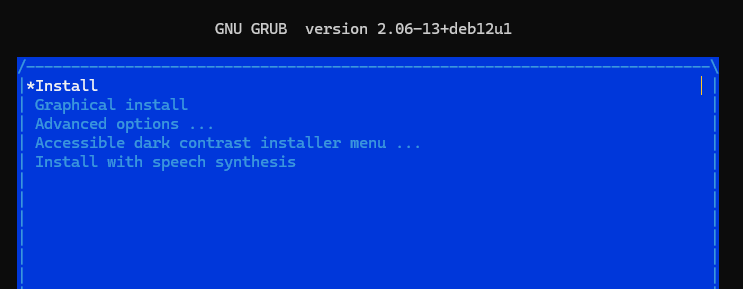 GNU GRUB  version 2.06-13+deb12u1
*Install
Graphical install
Advanced options ...
Accessible dark contrast installer menu ...
Install with speech synthesis